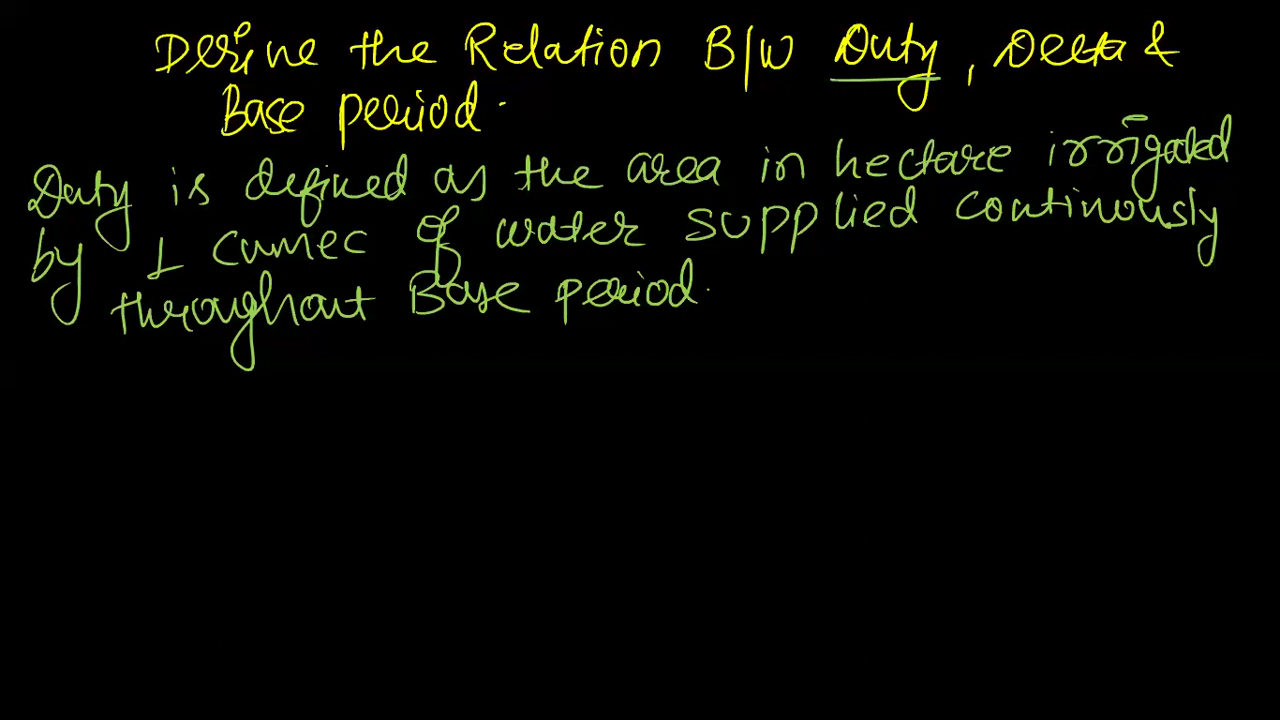 Define the Relation B/W Duty, Delta &
Base period.
Duty is defined as the area in hectare irrigated
by 1 cumec of water supplied continously
throughout Base period.